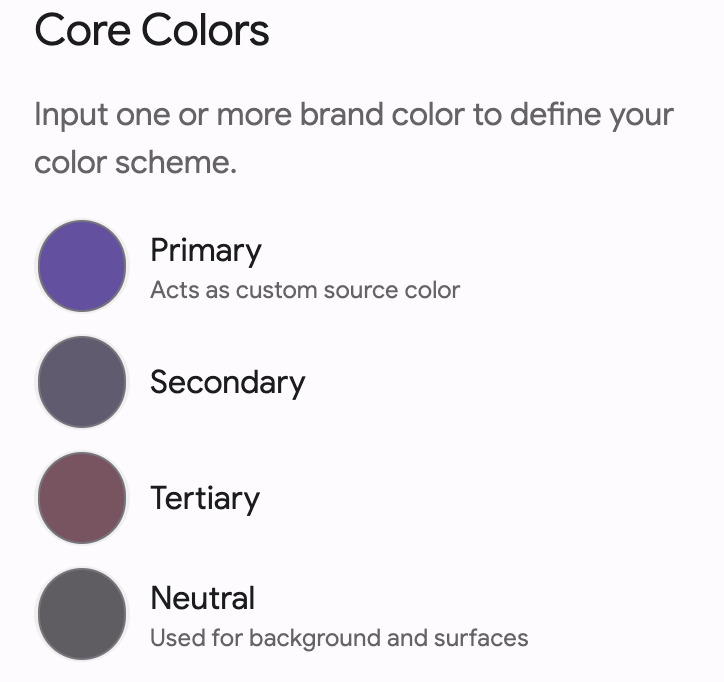 Core Colors
Input one or more brand color to define your
color scheme.
Primary
Acts as custom source color
Secondary
Tertiary
Neutral
Used for background and surfaces